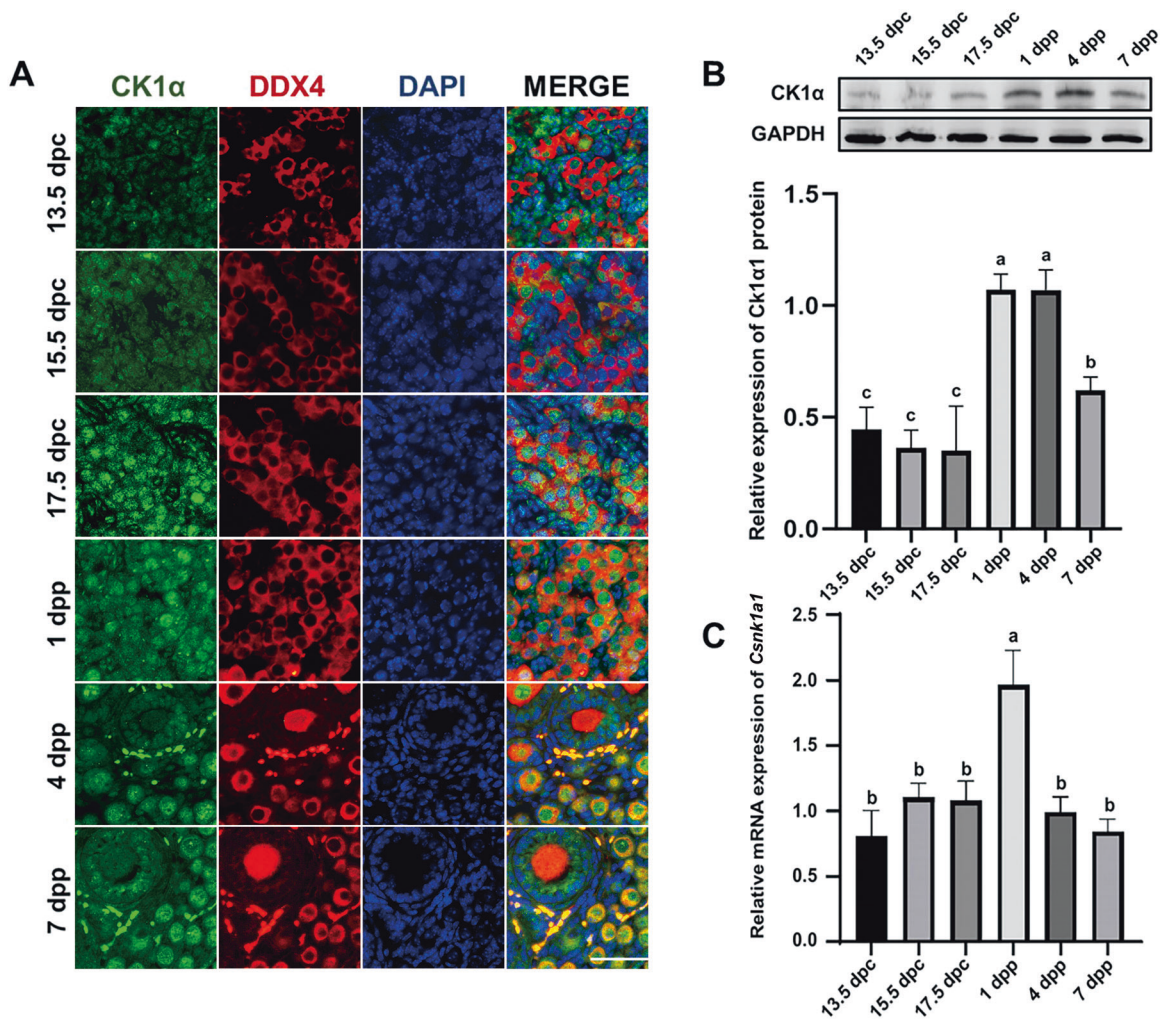 A
CK1α DDX4 DAPI MERGE
13.5 dpc
15.5 dpc
17.5 dpc
1 dpp
4 dpp
7 dpp
B
13.5 dpc 15.5 dpc 17.5 dpc 1 dpp 4 dpp 7 dpp
CK1α
GAPDH
Relative expression of Ck1α1 protein
1.5
1.0
0.5
0.0
c c c a a b
13.5 dpc 15.5 dpc 17.5 dpc 1 dpp 4 dpp 7 dpp
C
Relative mRNA expression of Csnk1a1
2.5
2.0
1.5
1.0
0.5
0.0
b b b a b b
13.5 dpc 15.5 dpc 17.5 dpc 1 dpp 4 dpp 7 dpp